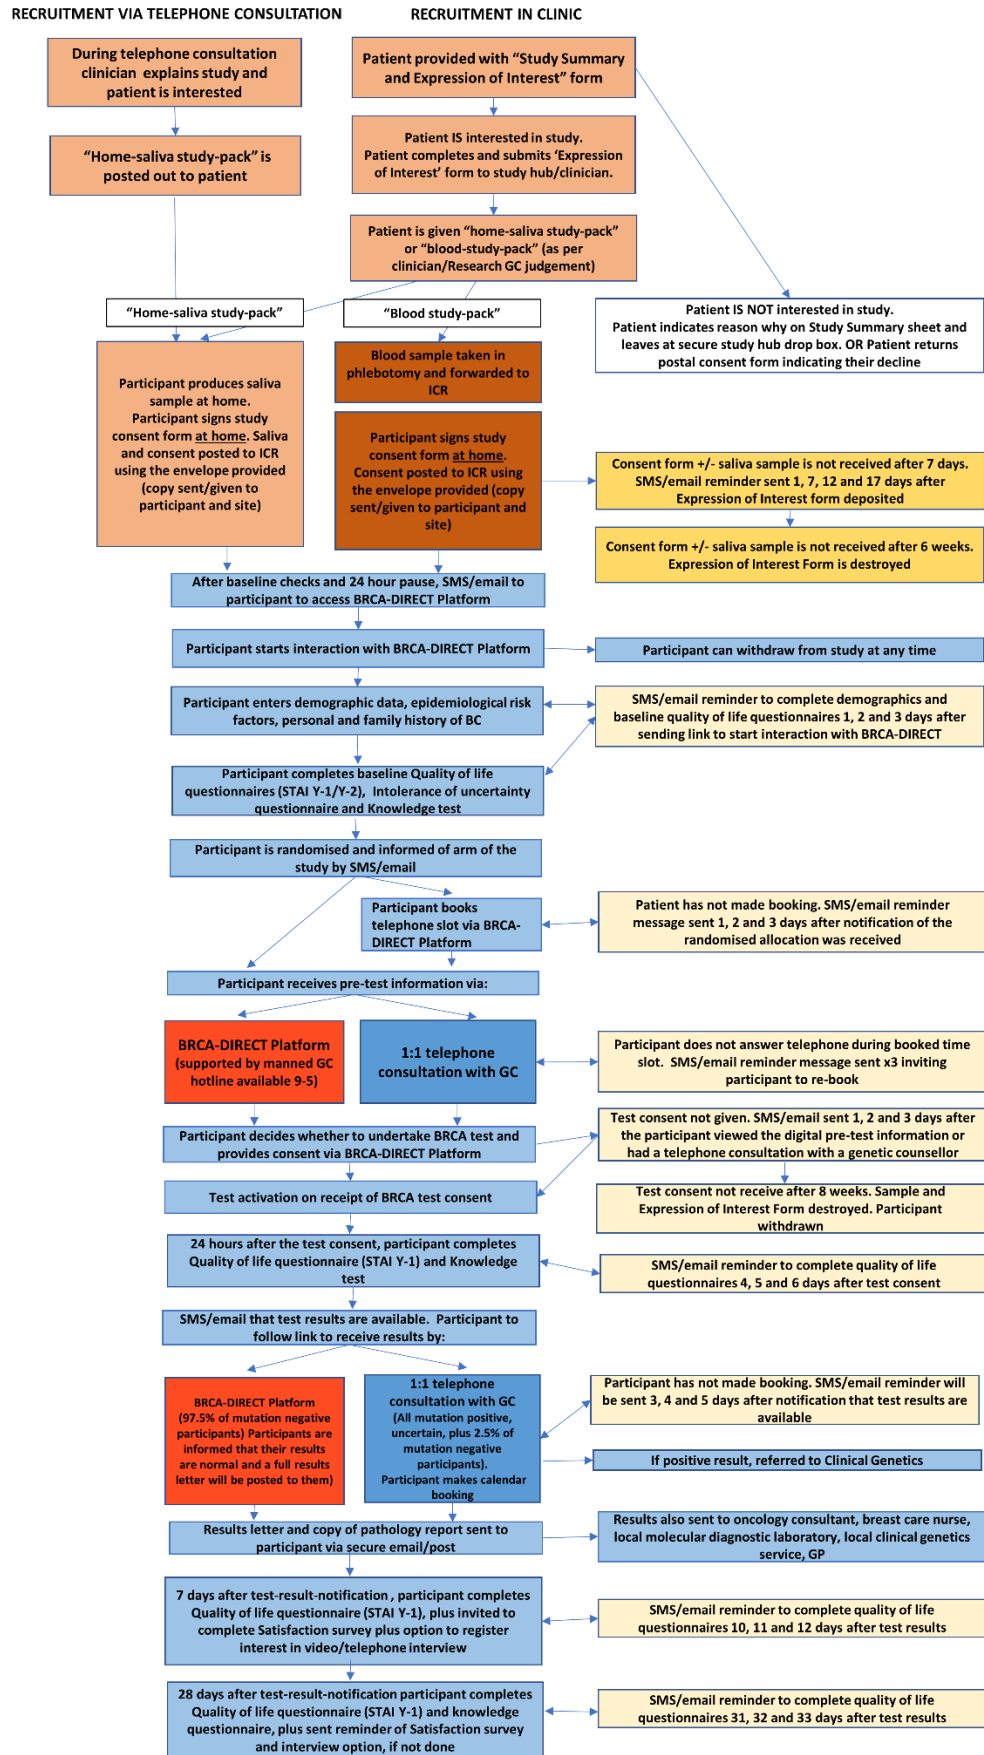 RECRUITMENT VIA TELEPHONE CONSULTATION
RECRUITMENT IN CLINIC
During telephone consultation
clinician explains study and
patient is interested
Patient provided with “Study Summary
and Expression of Interest” form
“Home-saliva study-pack” is
posted out to patient
Patient IS interested in study.
Patient completes and submits ‘Expression
of Interest’ form to study hub/clinician.
Patient is given “home-saliva study-pack”
or “blood-study-pack” (as per
clinician/Research GC judgement)
“Home-saliva study-pack”
“Blood study-pack”
Patient IS NOT interested in study.
Patient indicates reason why on Study Summary sheet and
leaves at secure study hub drop box. OR Patient returns
postal consent form indicating their decline
Participant produces saliva
sample at home.
Participant signs study
consent form at home. Saliva
and consent posted to ICR
using the envelope provided
(copy sent/given to
participant and site)
Blood sample taken in
phlebotomy and forwarded to
ICR
Participant signs study
consent form at home.
Consent posted to ICR using
the envelope provided (copy
sent/given to participant and
site)
Consent form +/- saliva sample is not received after 7 days.
SMS/email reminder sent 1, 7, 12 and 17 days after
Expression of Interest form deposited
Consent form +/- saliva sample is not received after 6 weeks.
Expression of Interest Form is destroyed
After baseline checks and 24 hour pause, SMS/email to
participant to access BRCA-DIRECT Platform
Participant starts interaction with BRCA-DIRECT Platform
Participant can withdraw from study at any time
Participant enters demographic data, epidemiological risk
factors, personal and family history of BC
SMS/email reminder to complete demographics and
baseline quality of life questionnaires 1, 2 and 3 days after
sending link to start interaction with BRCA-DIRECT
Participant completes baseline Quality of life
questionnaires (STAI Y-1/Y-2), Intolerance of uncertainty
questionnaire and Knowledge test
Participant is randomised and informed of arm of the
study by SMS/email
Participant books
telephone slot via BRCA-
DIRECT Platform
Patient has not made booking. SMS/email reminder
message sent 1, 2 and 3 days after notification of the
randomised allocation was received
Participant receives pre-test information via:
BRCA-DIRECT Platform
(supported by manned GC
hotline available 9-5)
1:1 telephone
consultation with GC
Participant does not answer telephone during booked time
slot. SMS/email reminder message sent x3 inviting
participant to re-book
Participant decides whether to undertake BRCA test and
provides consent via BRCA-DIRECT Platform
Test consent not given. SMS/email sent 1, 2 and 3 days after
the participant viewed the digital pre-test information or
had a telephone consultation with a genetic counsellor
Test activation on receipt of BRCA test consent
Test consent not receive after 8 weeks. Sample and
Expression of Interest Form destroyed. Participant
withdrawn
24 hours after the test consent, participant completes
Quality of life questionnaire (STAI Y-1) and Knowledge
test
SMS/email reminder to complete quality of life
questionnaires 4, 5 and 6 days after test consent
SMS/email that test results are available. Participant to
follow link to receive results by:
BRCA-DIRECT Platform
(97.5% of mutation negative
participants) Participants are
informed that their results
are normal and a full results
letter will be posted to them)
1:1 telephone
consultation with GC
(All mutation positive,
uncertain, plus 2.5% of
mutation negative
participants).
Participant makes calendar
booking
Participant has not made booking. SMS/email reminder will
be sent 3, 4 and 5 days after notification that test results are
available
If positive result, referred to Clinical Genetics
Results letter and copy of pathology report sent to
participant via secure email/post
Results also sent to oncology consultant, breast care nurse,
local molecular diagnostic laboratory, local clinical genetics
service, GP
7 days after test-result-notification , participant completes
Quality of life questionnaire (STAI Y-1), plus invited to
complete Satisfaction survey plus option to register
interest in video/telephone interview
SMS/email reminder to complete quality of life
questionnaires 10, 11 and 12 days after test results
28 days after test-result-notification participant completes
Quality of life questionnaire (STAI Y-1) and knowledge
questionnaire, plus sent reminder of Satisfaction survey
and interview option, if not done
SMS/email reminder to complete quality of life
questionnaires 31, 32 and 33 days after test results